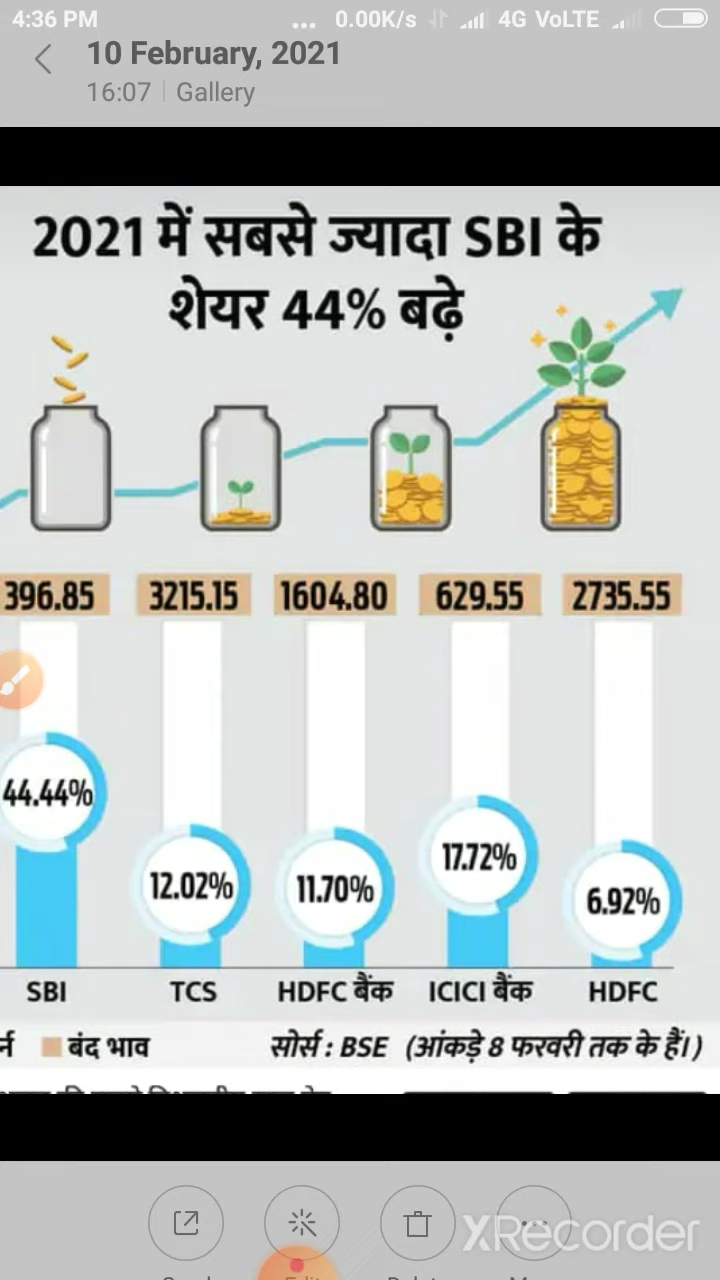 4:36 PM ... 0.00K/s 4G VoLTE
10 February, 2021
16:07 | Gallery
2021 में सबसे ज्यादा SBI के
शेयर 44% बढ़े
396.85 3215.15 1604.80 629.55 2735.55
44.44% 12.02% 11.70% 17.72% 6.92%
SBI TCS HDFC बैंक ICICI बैंक HDFC
र्न बंद भाव सोर्स : BSE (आंकड़े 8 फरवरी तक के हैं।)
XRecorder